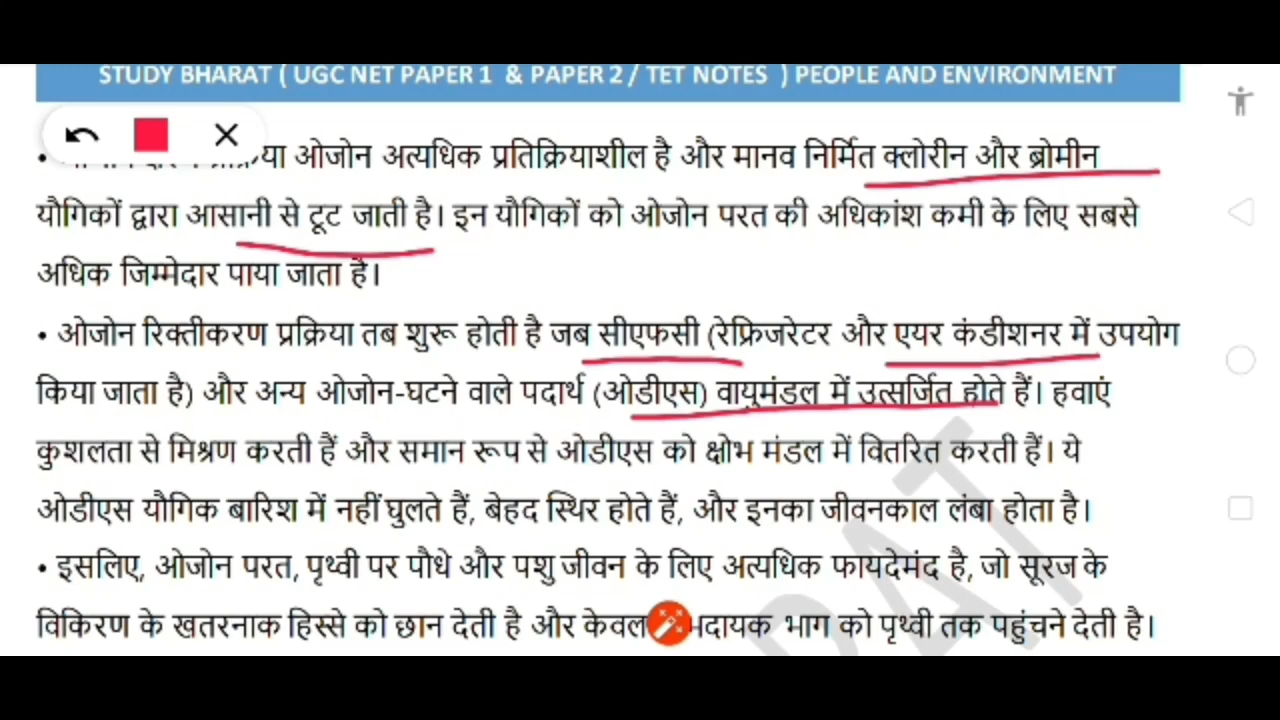 STUDY BHARAT ( UGC NET PAPER 1 & PAPER 2 / TET NOTES ) PEOPLE AND ENVIRONMENT
• ओजोन अत्यधिक प्रतिक्रियाशील है और मानव निर्मित क्लोरीन और ब्रोमीन
यौगिकों द्वारा आसानी से टूट जाती है। इन यौगिकों को ओजोन परत की अधिकांश कमी के लिए सबसे
अधिक जिम्मेदार पाया जाता है।
• ओजोन रिक्तीकरण प्रक्रिया तब शुरू होती है जब सीएफसी (रेफ्रिजरेटर और एयर कंडीशनर में उपयोग
किया जाता है) और अन्य ओजोन-घटने वाले पदार्थ (ओडीएस) वायुमंडल में उत्सर्जित होते हैं। हवाएं
कुशलता से मिश्रण करती हैं और समान रूप से ओडीएस को क्षोभ मंडल में वितरित करती हैं। ये
ओडीएस यौगिक बारिश में नहीं घुलते हैं, बेहद स्थिर होते हैं, और इनका जीवनकाल लंबा होता है।
• इसलिए, ओजोन परत, पृथ्वी पर पौधे और पशु जीवन के लिए अत्यधिक फायदेमंद है, जो सूरज के
विकिरण के खतरनाक हिस्से को छान देती है और केवल भाग को पृथ्वी तक पहुंचने देती है।